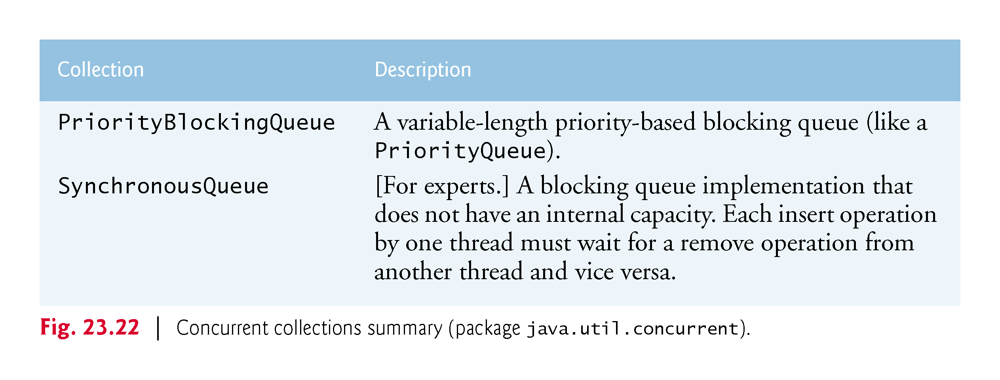 Collection Description
PriorityBlockingQueue A variable-length priority-based blocking queue (like a
PriorityQueue).
SynchronousQueue [For experts.] A blocking queue implementation that
does not have an internal capacity. Each insert operation
by one thread must wait for a remove operation from
another thread and vice versa.
Fig. 23.22 | Concurrent collections summary (package java.util.concurrent).